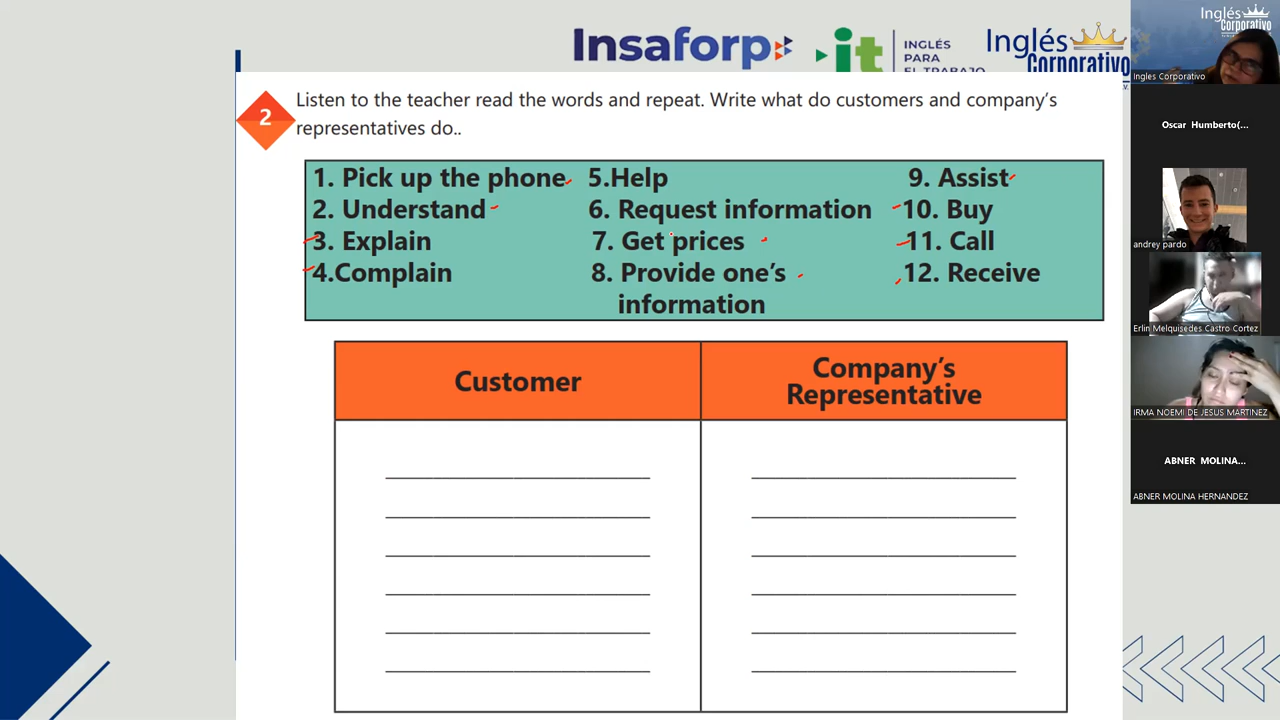 Insaforp
it
INGLÉS
PARA
EL TRABAJO
Inglés
Corporativo
Inglés
Corporativo
Ingles Corporativo
Oscar Humberto(...
andrey pardo
Erlin Melquisedes Castro Cortez
IRMA NOEMI DE JESUS MARTINEZ
ABNER MOLINA...
ABNER MOLINA HERNANDEZ
2
Listen to the teacher read the words and repeat. Write what do customers and company's
representatives do..
1. Pick up the phone
2. Understand
3. Explain
4.Complain
5.Help
6. Request information
7. Get prices
8. Provide one's
information
9. Assist
10. Buy
11. Call
12. Receive
Customer
Company's
Representative